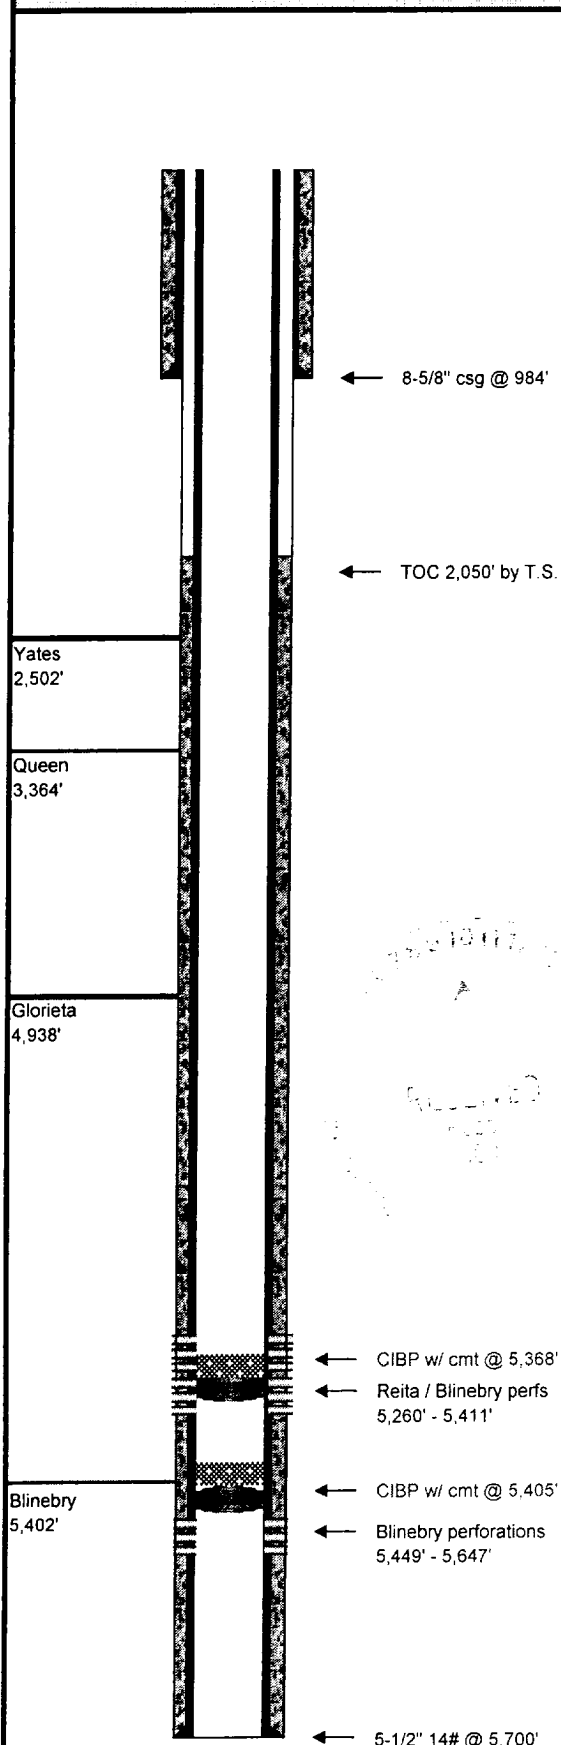 8-5/8" csg @ 984'
TOC 2,050' by T.S.
Yates
2,502'
Queen
3,364'
Glorieta
4,938'
CIBP w/ cmt @ 5,368'
Reita / Blinebry perfs
5,260' - 5,411'
CIBP w/ cmt @ 5,405'
Blinebry
5,402'
Blinebry perforations
5,449' - 5,647'
5-1/2" 14# @ 5,700'